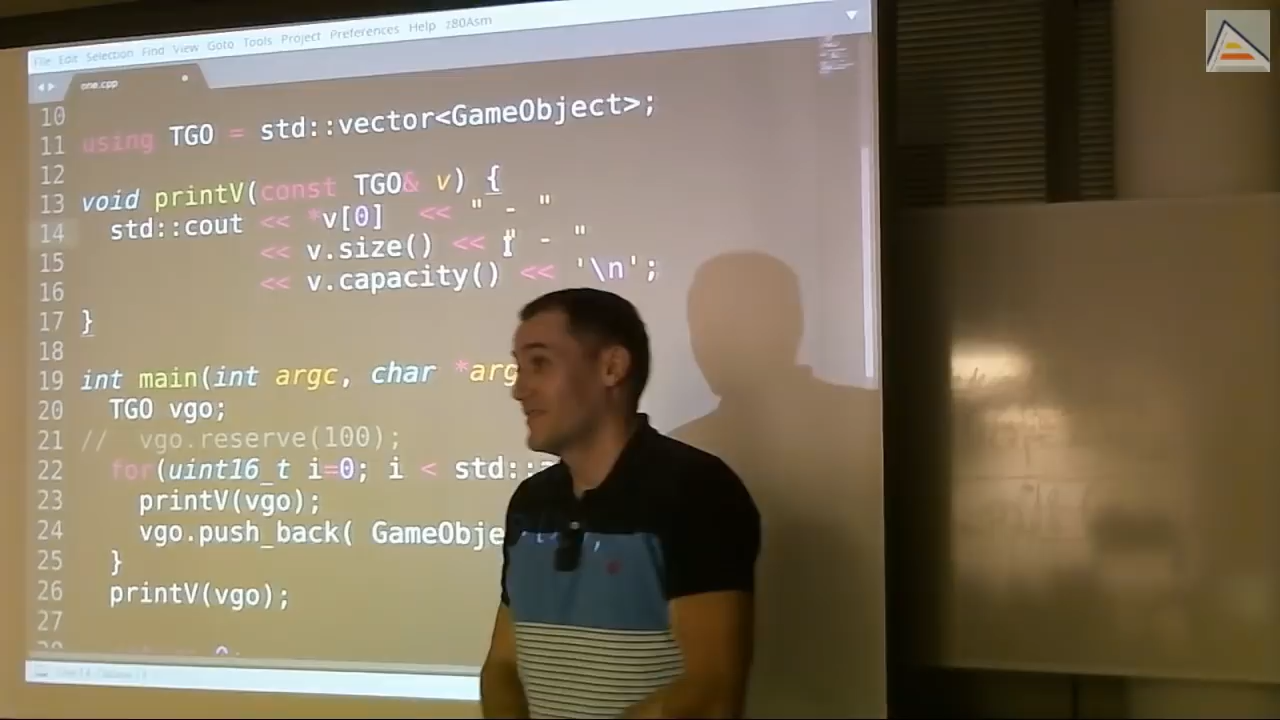 File Edit Selection Find View Goto Tools Project Preferences Help z80Asm
one.cpp
10
11 using TGO = std::vector<GameObject>;
12
13 void printV(const TGO& v) {
14 std::cout << *v[0] << " - "
15 << v.size() << " - "
16 << v.capacity() << '\n';
17 }
18
19 int main(int argc, char *arg
20 TGO vgo;
21 // vgo.reserve(100);
22 for(uint16_t i=0; i < std::
23 printV(vgo);
24 vgo.push_back( GameObje
25 }
26 printV(vgo);
27